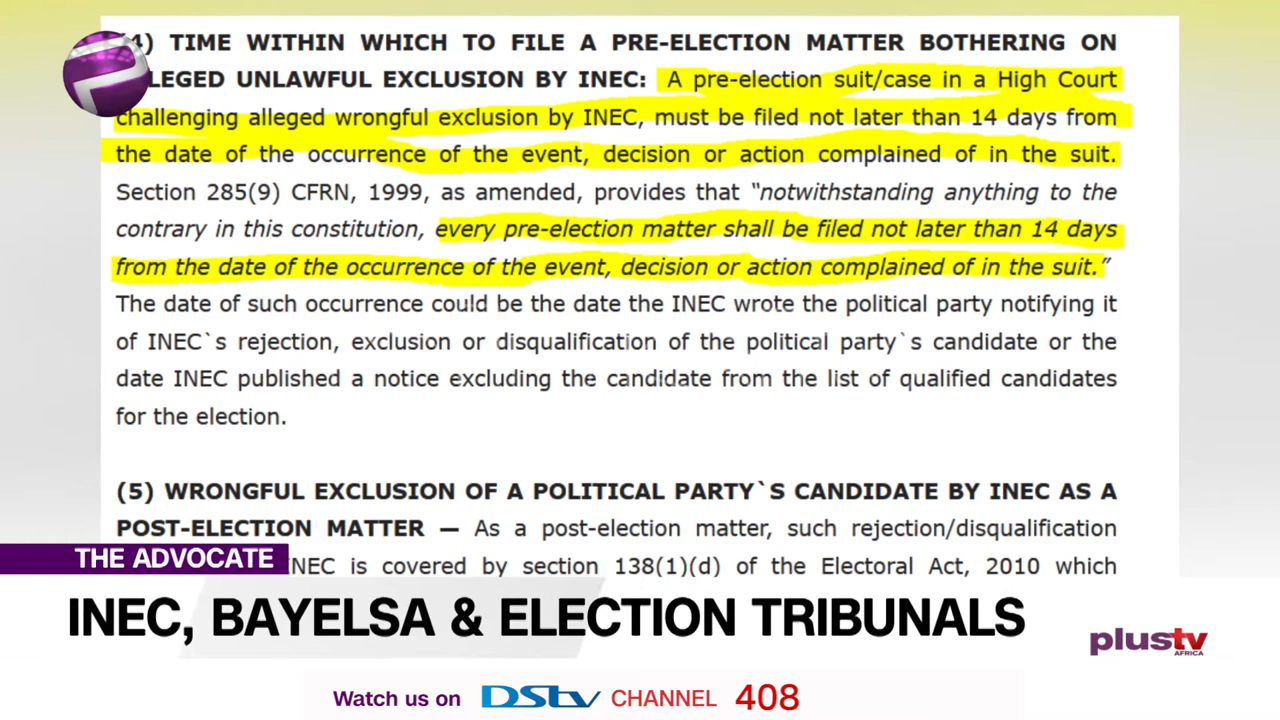 4) TIME WITHIN WHICH TO FILE A PRE-ELECTION MATTER BOTHERING ON
LLEGED UNLAWFUL EXCLUSION BY INEC: A pre-election suit/case in a High Court
challenging alleged wrongful exclusion by INEC, must be filed not later than 14 days from
the date of the occurrence of the event, decision or action complained of in the suit.
Section 285(9) CFRN, 1999, as amended, provides that “notwithstanding anything to the
contrary in this constitution, every pre-election matter shall be filed not later than 14 days
from the date of the occurrence of the event, decision or action complained of in the suit.”
The date of such occurrence could be the date the INEC wrote the political party notifying it
of INEC`s rejection, exclusion or disqualification of the political party`s candidate or the
date INEC published a notice excluding the candidate from the list of qualified candidates
for the election.
(5) WRONGFUL EXCLUSION OF A POLITICAL PARTY`S CANDIDATE BY INEC AS A
POST-ELECTION MATTER — As a post-election matter, such rejection/disqualification
INEC is covered by section 138(1)(d) of the Electoral Act, 2010 which
THE ADVOCATE
INEC, BAYELSA & ELECTION TRIBUNALS
plustv
AFRICA
Watch us on DStv CHANNEL 408